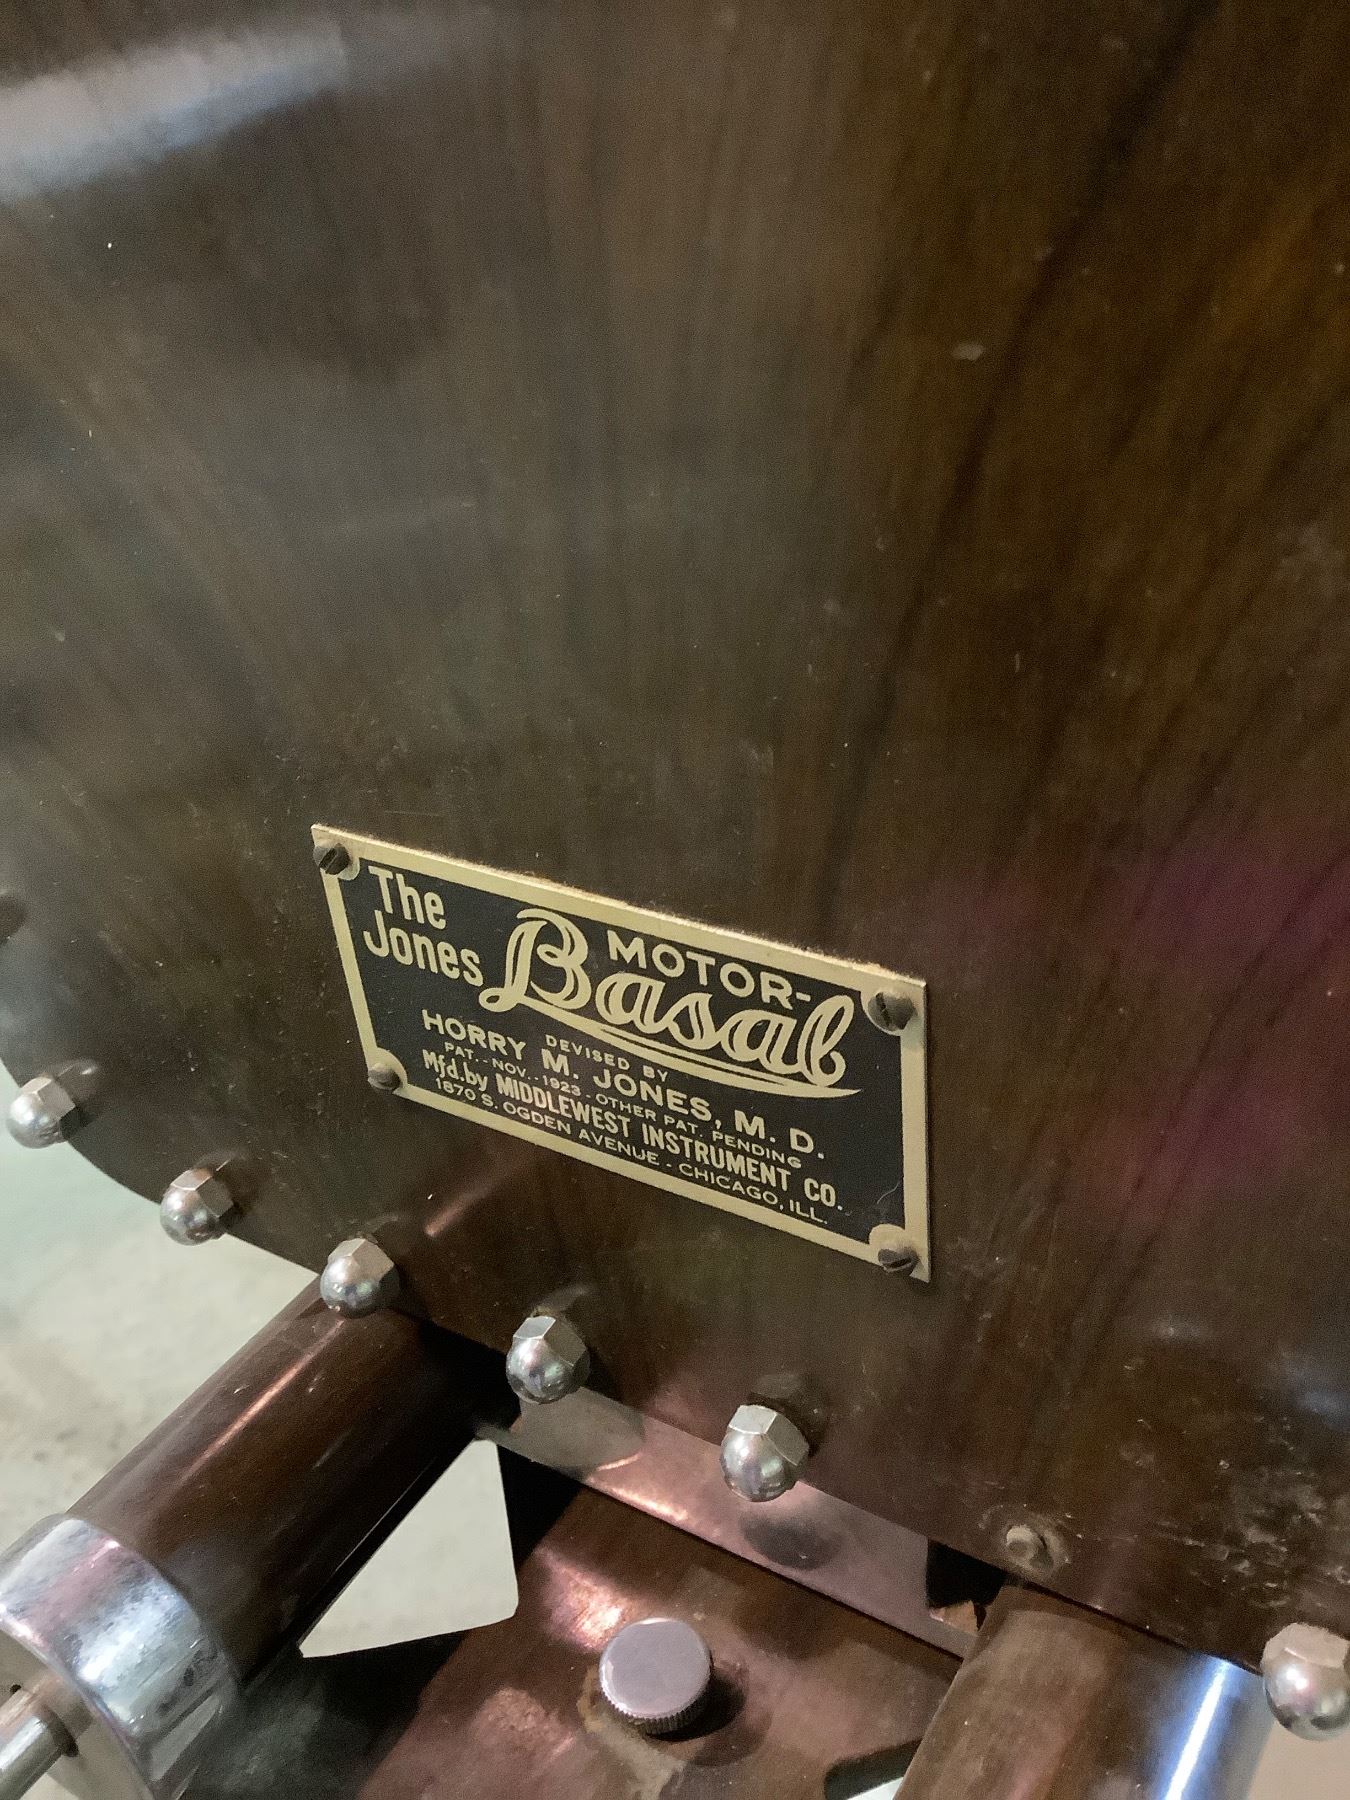 The
Jones
MOTOR-
Basal
DEVISED BY
HORRY M. JONES, M. D.
PAT.-NOV.-1923-OTHER PAT. PENDING
Mfd.by MIDDLEWEST INSTRUMENT CO.
1870 S. OGDEN AVENUE - CHICAGO, ILL.